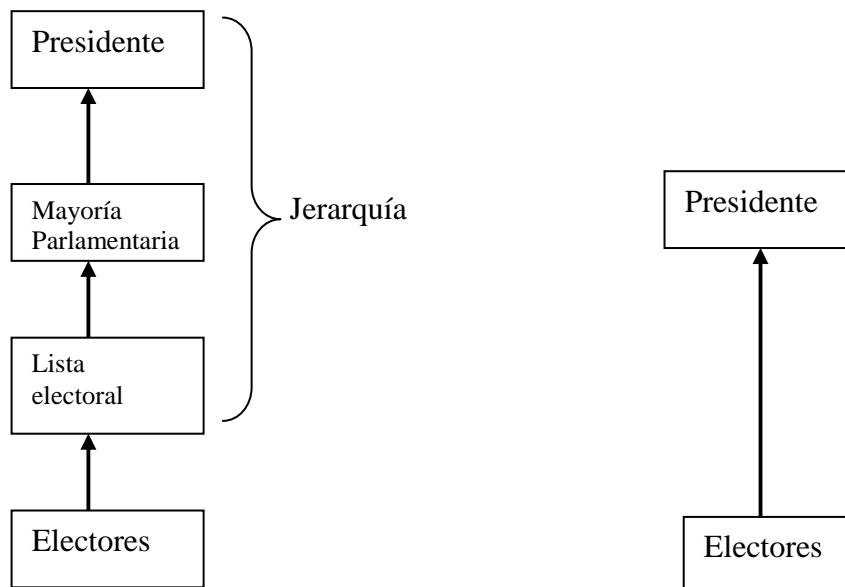 Presidente
Mayoría
Parlamentaria
Jerarquía
Lista
electoral
Electores
Presidente
Electores